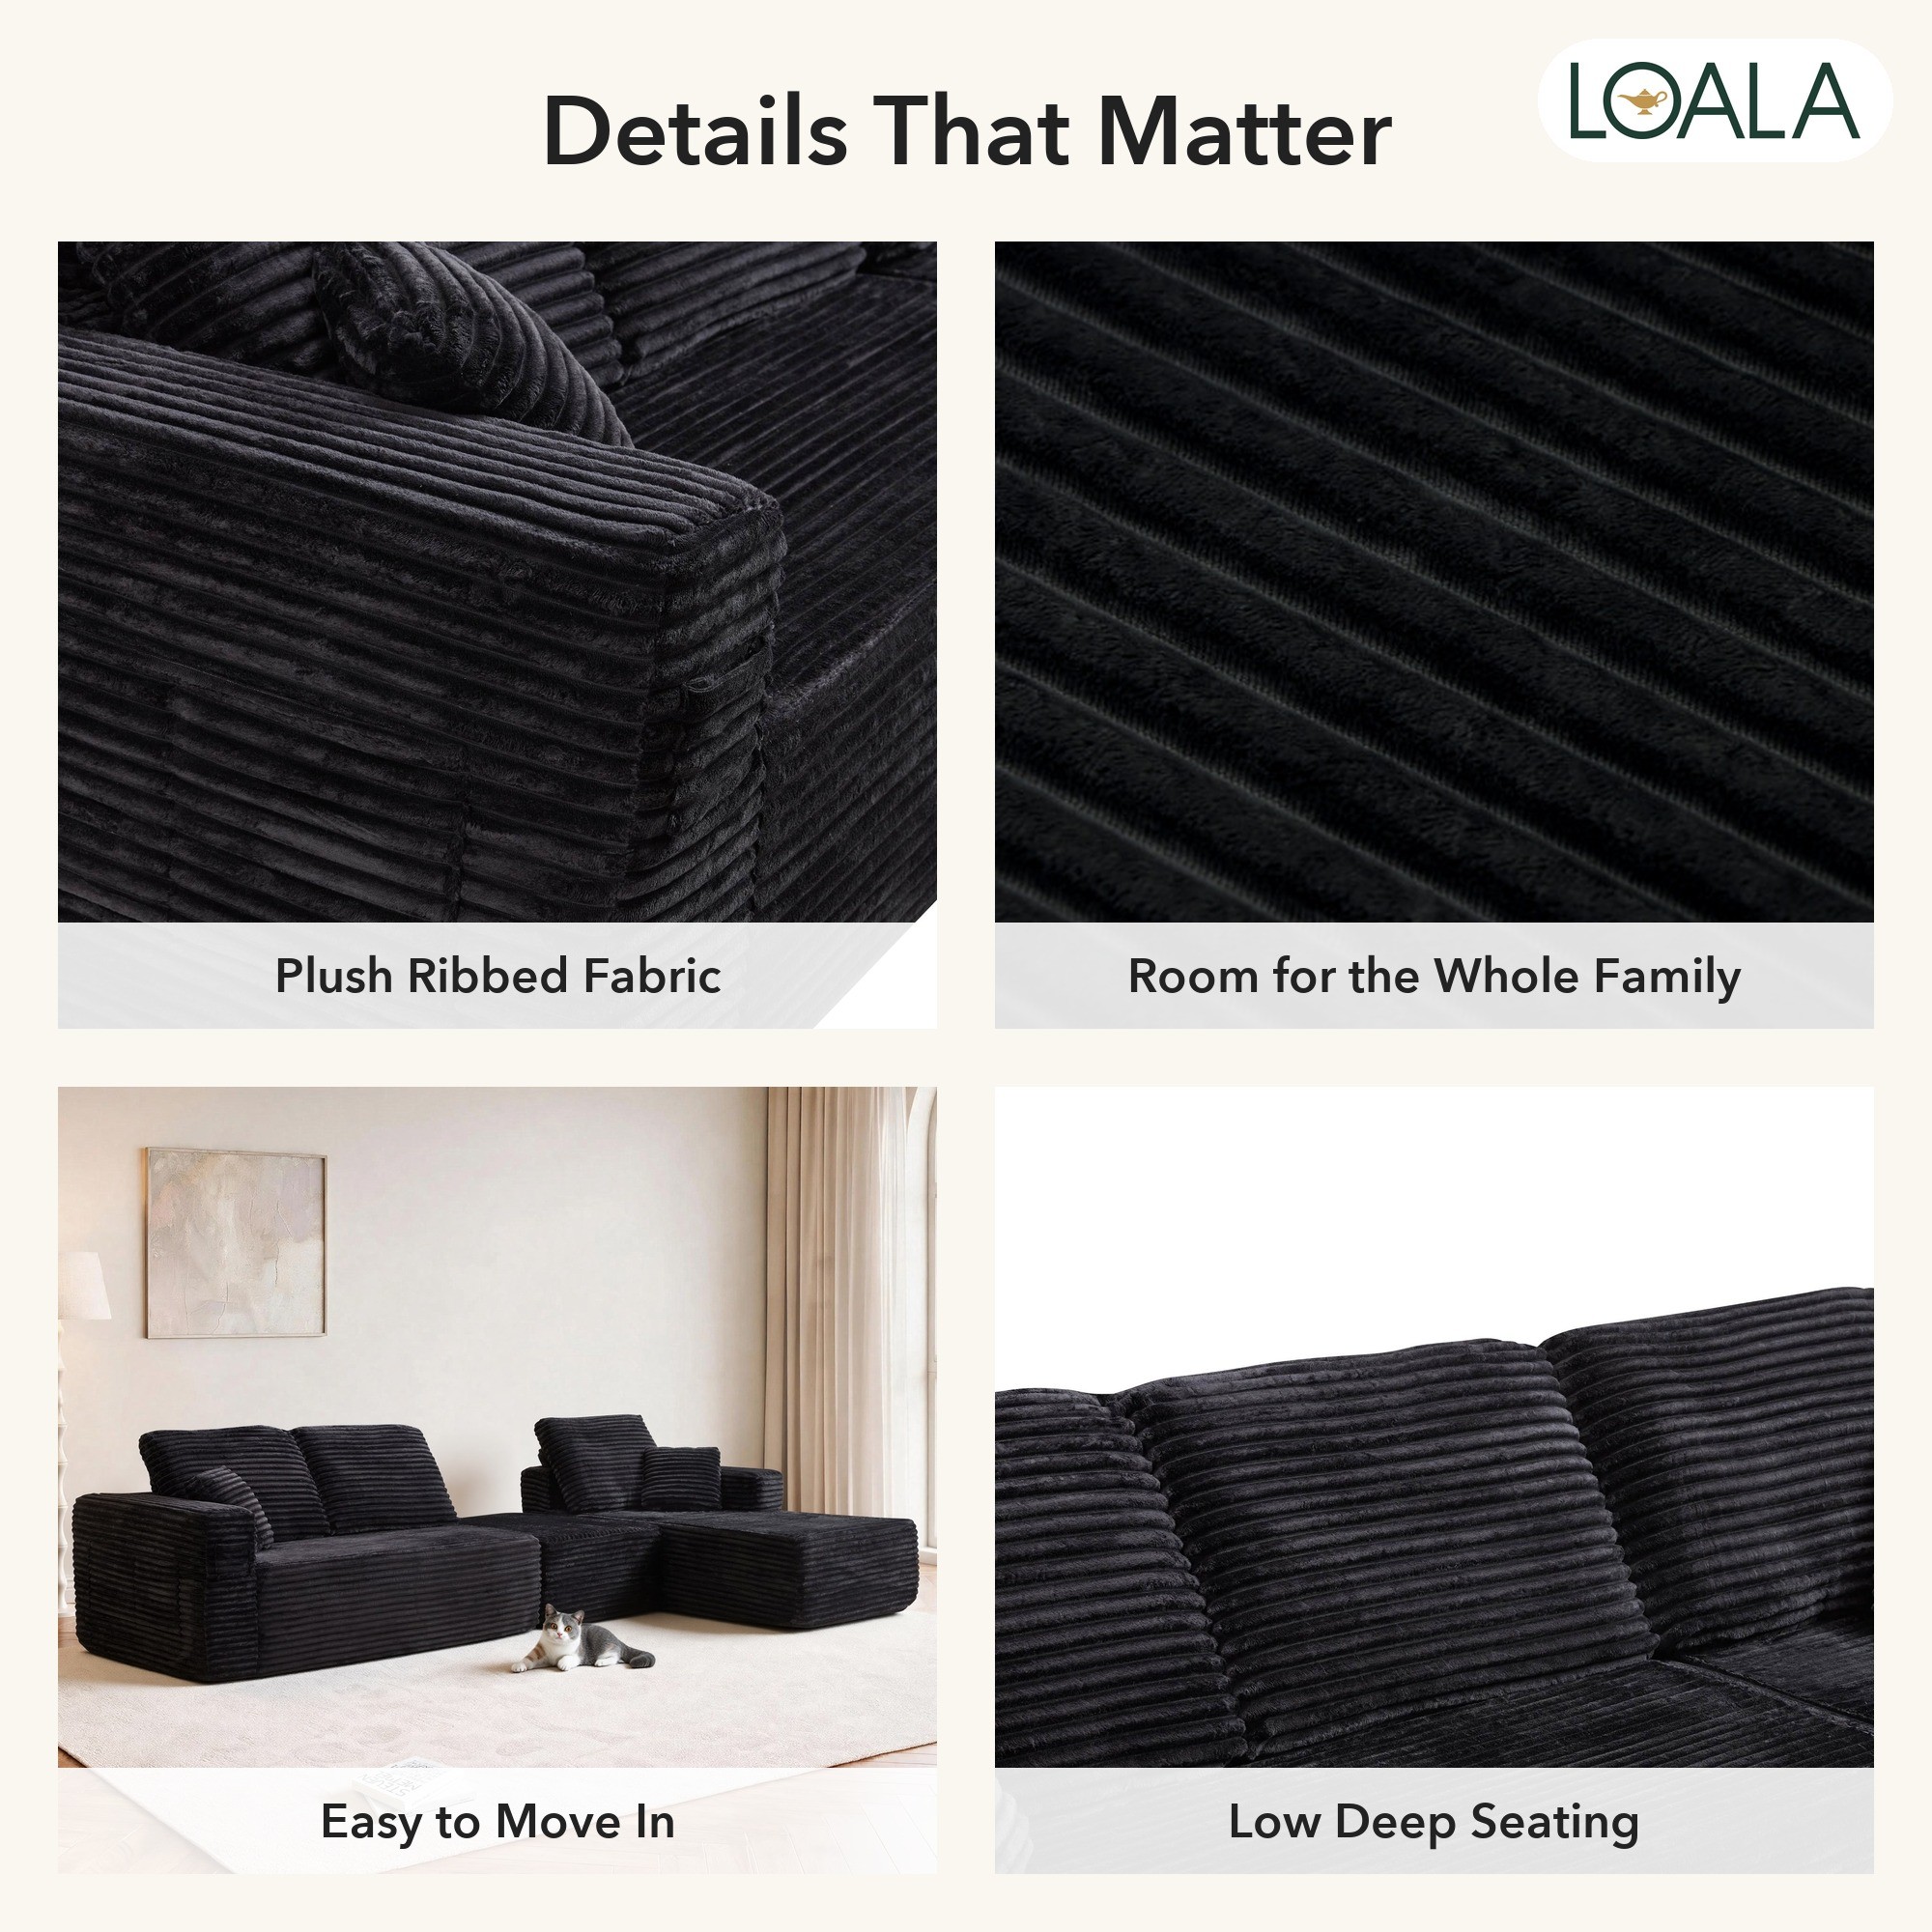 LOALA
Details That Matter
Plush Ribbed Fabric
Room for the Whole Family
Easy to Move In
Low Deep Seating